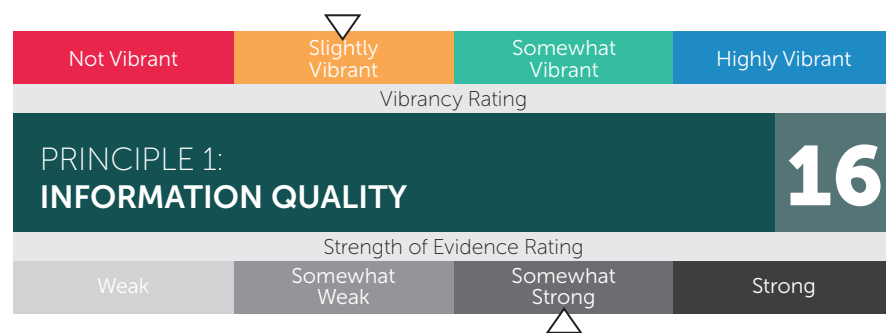 Not Vibrant
Slightly
Vibrant
Somewhat
Vibrant
Highly Vibrant
Vibrancy Rating
PRINCIPLE 1:
INFORMATION QUALITY
16
Strength of Evidence Rating
Weak
Somewhat
Weak
Somewhat
Strong
Strong